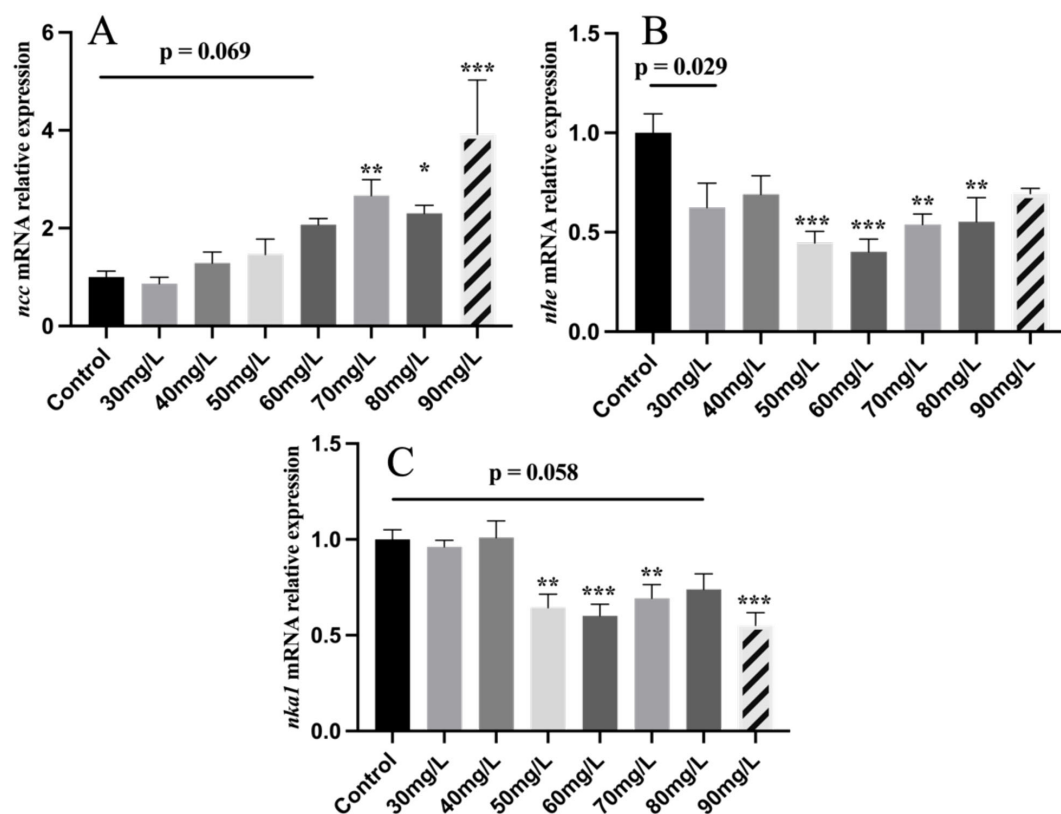 A
p = 0.069
ncc mRNA relative expression
6
4
2
0
***
**
*
Control
30mg/L
40mg/L
50mg/L
60mg/L
70mg/L
80mg/L
90mg/L
B
p = 0.029
nhe mRNA relative expression
1.5
1.0
0.5
0.0
***
***
**
**
Control
30mg/L
40mg/L
50mg/L
60mg/L
70mg/L
80mg/L
90mg/L
C
p = 0.058
nka1 mRNA relative expression
1.5
1.0
0.5
0.0
**
***
**
***
Control
30mg/L
40mg/L
50mg/L
60mg/L
70mg/L
80mg/L
90mg/L